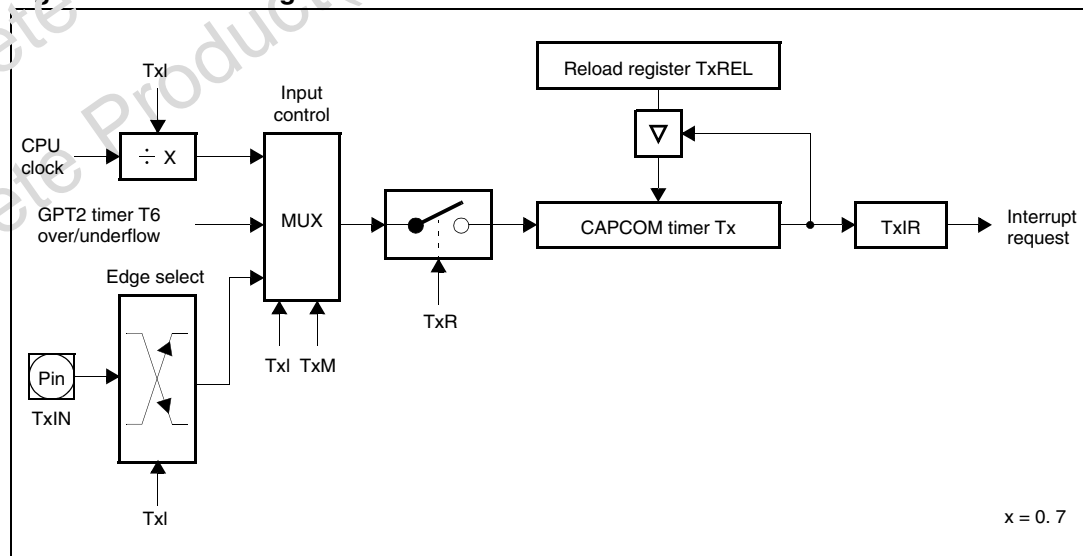 Reload register TxREL
TxI
Input
control
CPU
clock
÷ X
GPT2 timer T6
over/underflow
MUX
CAPCOM timer Tx
TxIR
Interrupt
request
Edge select
TxR
TxI TxM
Pin
TxIN
TxI
x = 0. 7